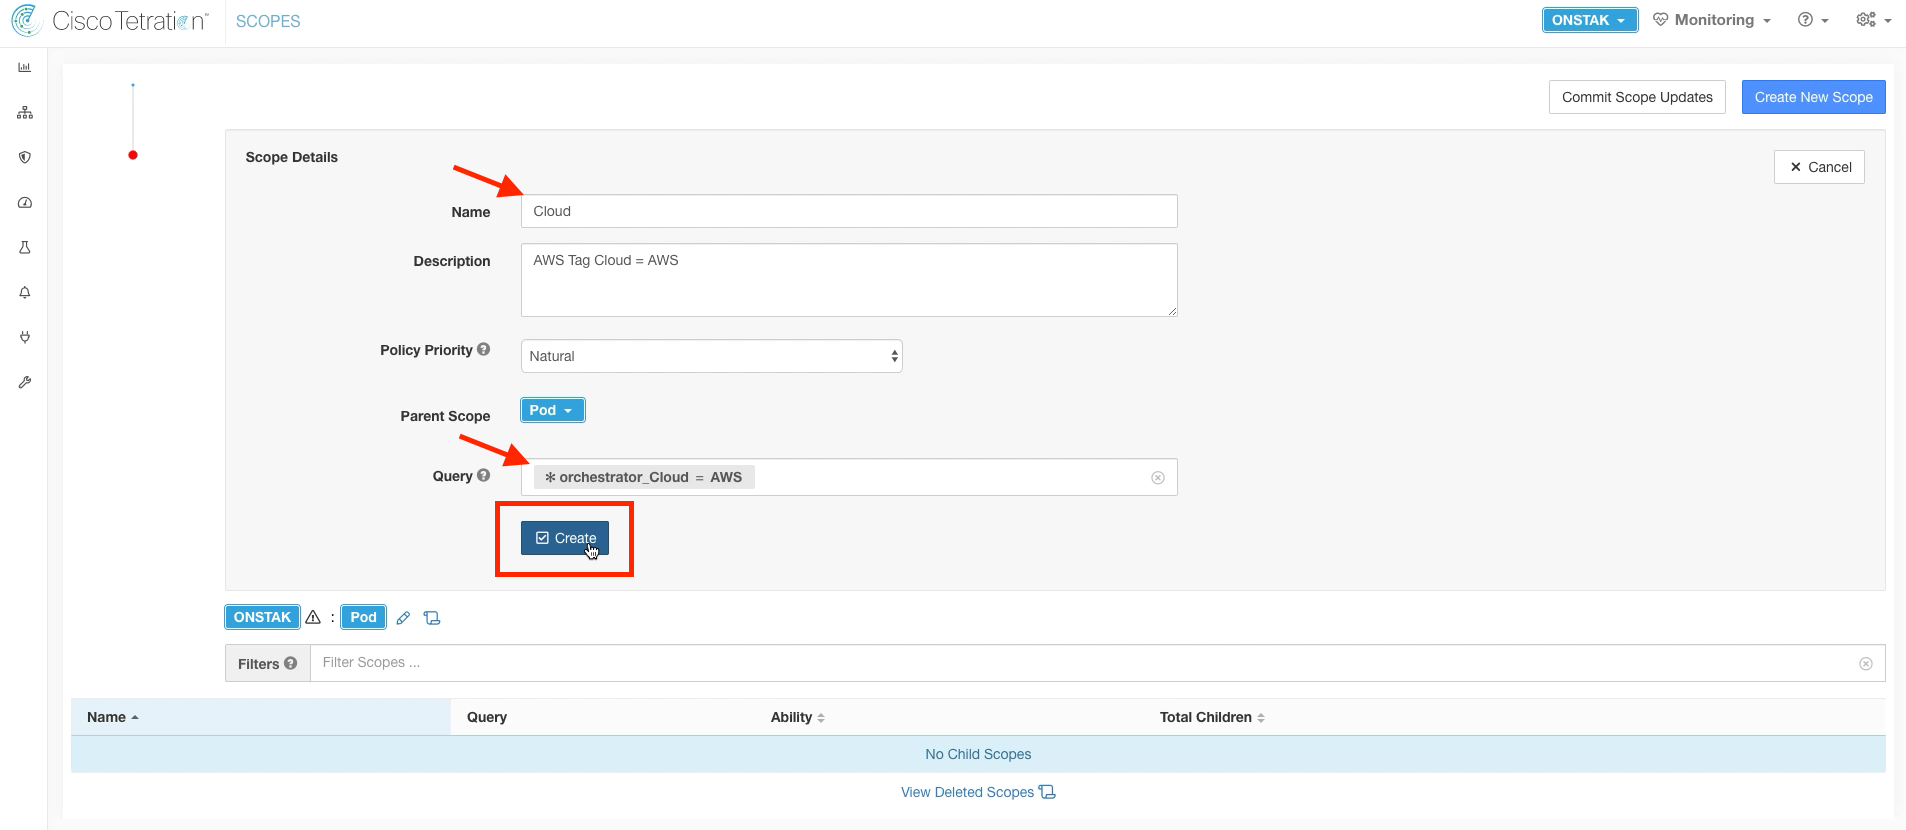 Cisco Tetration™ SCOPES ONSTAK Monitoring
Commit Scope Updates Create New Scope
Scope Details
Cancel
Name Cloud
Description AWS Tag Cloud = AWS
Policy Priority Natural
Parent Scope Pod
Query * orchestrator_Cloud = AWS
Create
ONSTAK : Pod
Filters Filter Scopes ...
Name Query Ability Total Children
No Child Scopes
View Deleted Scopes